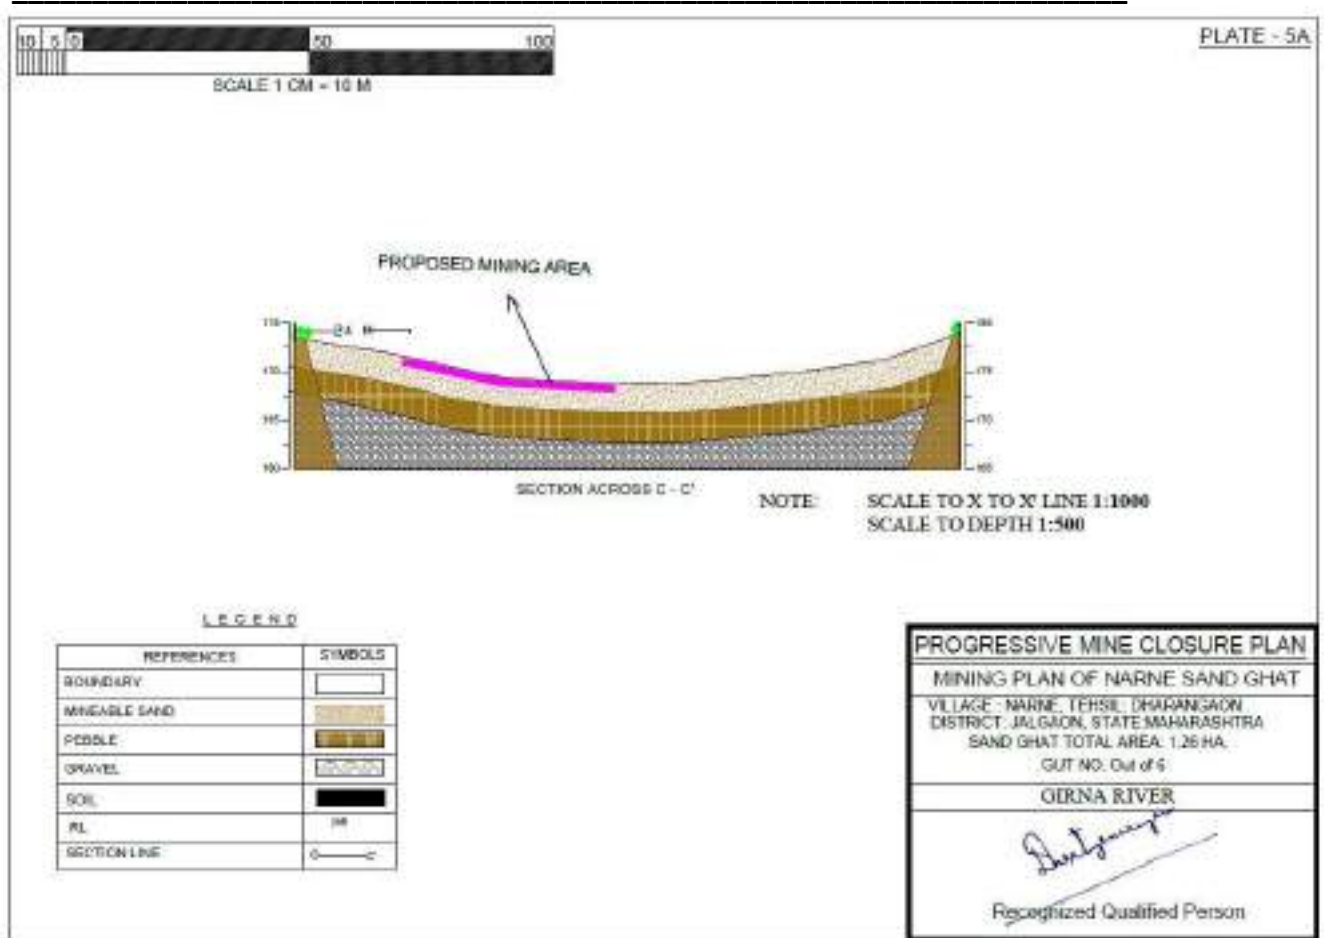 10 5 0 50 100
SCALE 1 CM = 10 M
PLATE - 5A
PROPOSED MINING AREA
24 M
SECTION ACROSS C - C'
NOTE: SCALE TO X TO X' LINE 1:1000
SCALE TO DEPTH 1:500
LEGEND
REFERENCES SYMBOLS
BOUNDARY
MINEABLE SAND
PEBBLE
GRAVEL
SOIL
RL
SECTION LINE
PROGRESSIVE MINE CLOSURE PLAN
MINING PLAN OF NARNE SAND GHAT
VILLAGE : NARNE, TEHSIL: DHARANGAON
DISTRICT: JALGAON, STATE:MAHARASHTRA
SAND GHAT TOTAL AREA: 1.26 HA.
GUT NO: Out of 6
GIRNA RIVER
Recognized Qualified Person